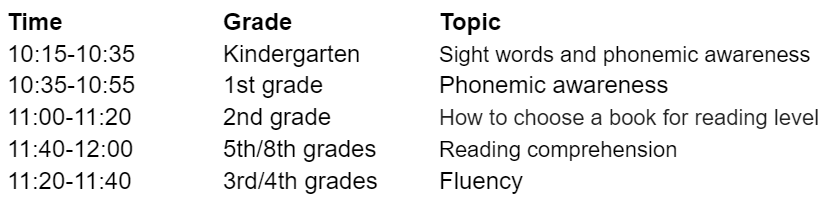 Time Grade Topic
10:15-10:35 Kindergarten Sight words and phonemic awareness
10:35-10:55 1st grade Phonemic awareness
11:00-11:20 2nd grade How to choose a book for reading level
11:40-12:00 5th/8th grades Reading comprehension
11:20-11:40 3rd/4th grades Fluency